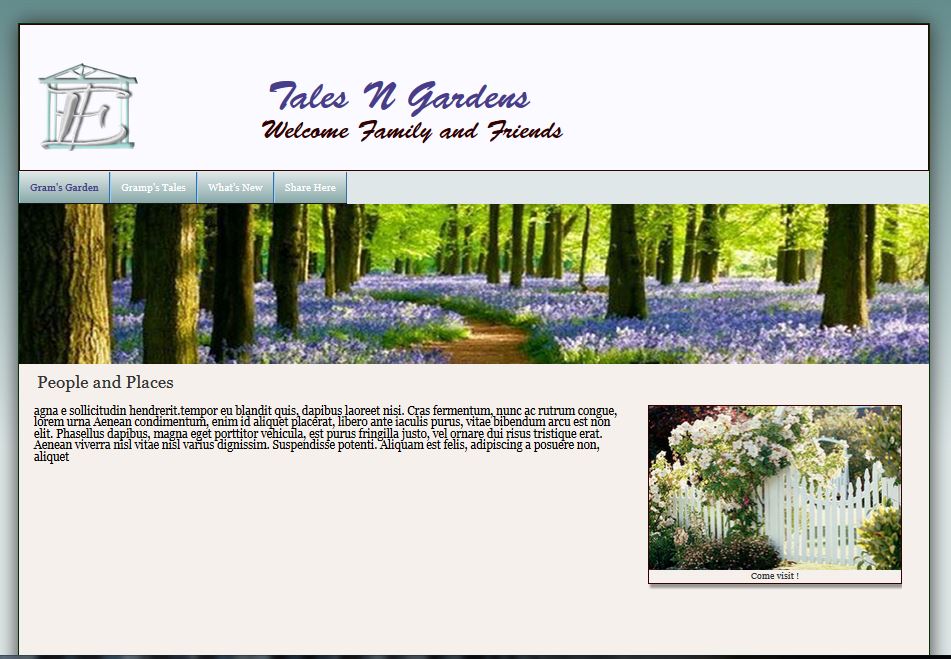 Tales N Gardens
Welcome Family and Friends
Gram's Garden Gramp's Tales What's New Share Here
People and Places
agna e sollicitudin hendrerit.tempor eu blandit quis, dapibus laoreet nisi. Cras fermentum, nunc ac rutrum congue,
lorem urna Aenean condimentum, enim id aliquet placerat, libero ante iaculis purus, vitae bibendum arcu est non
elit. Phasellus dapibus, magna eget porttitor vehicula, est purus fringilla justo, vel ornare dui risus tristique erat.
Aenean viverra nisl vitae nisl varius dignissim. Suspendisse potenti. Aliquam est felis, adipiscing a posuere non,
aliquet
Come visit !